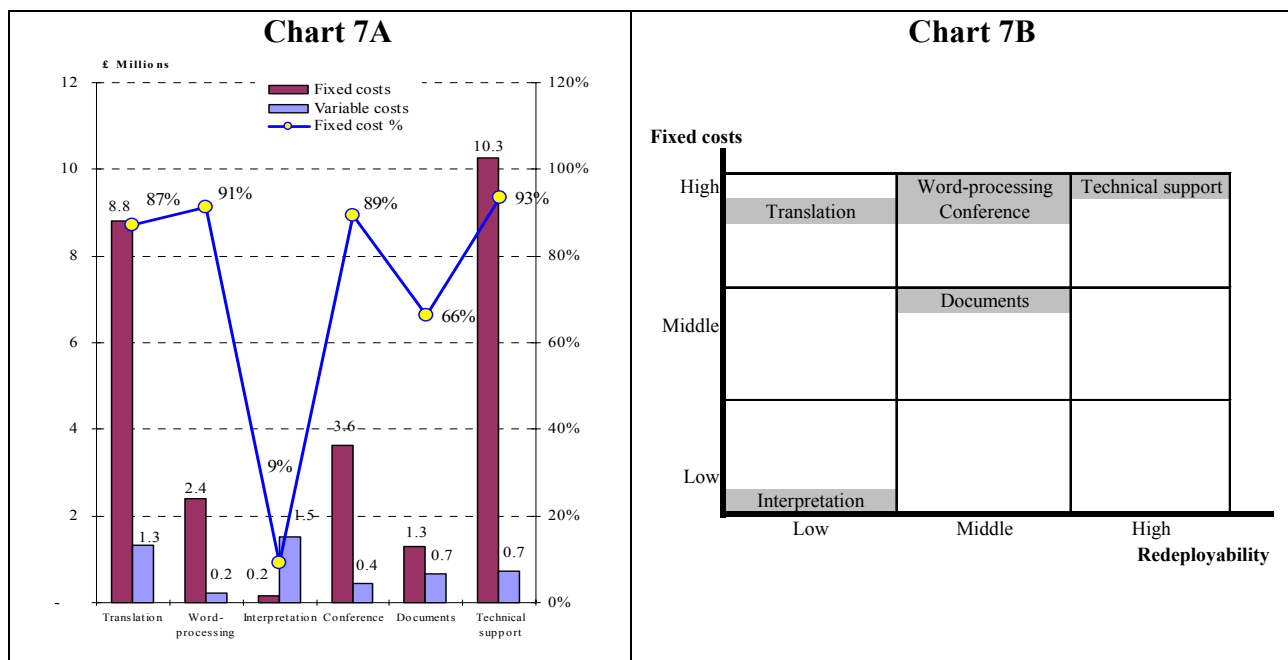 Chart 7A
£ Millions
12
10
8
6
4
2
-
120%
100%
80%
60%
40%
20%
0%
Fixed costs
Variable costs
Fixed cost %
8.8
87%
91%
9%
89%
66%
93%
10.3
1.3
2.4
0.2
0.2
1.5
3.6
0.4
1.3
0.7
0.7
Translation
Word-
processing
Interpretation
Conference
Documents
Technical
support
Chart 7B
Fixed costs
High
Middle
Low
Translation
Word-processing
Conference
Technical support
Documents
Interpretation
Low
Middle
High
Redeployability